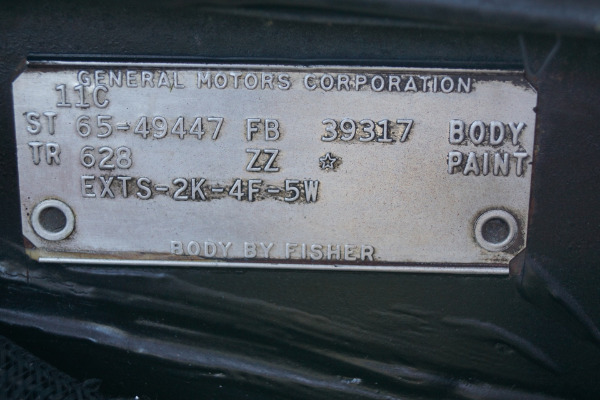 GENERAL MOTORS CORPORATION
11C
ST 65-49447 FB 39317 BODY
TR 628 ZZ ☆ PAINT
EXTS-2K-4F-5W
BODY BY FISHER